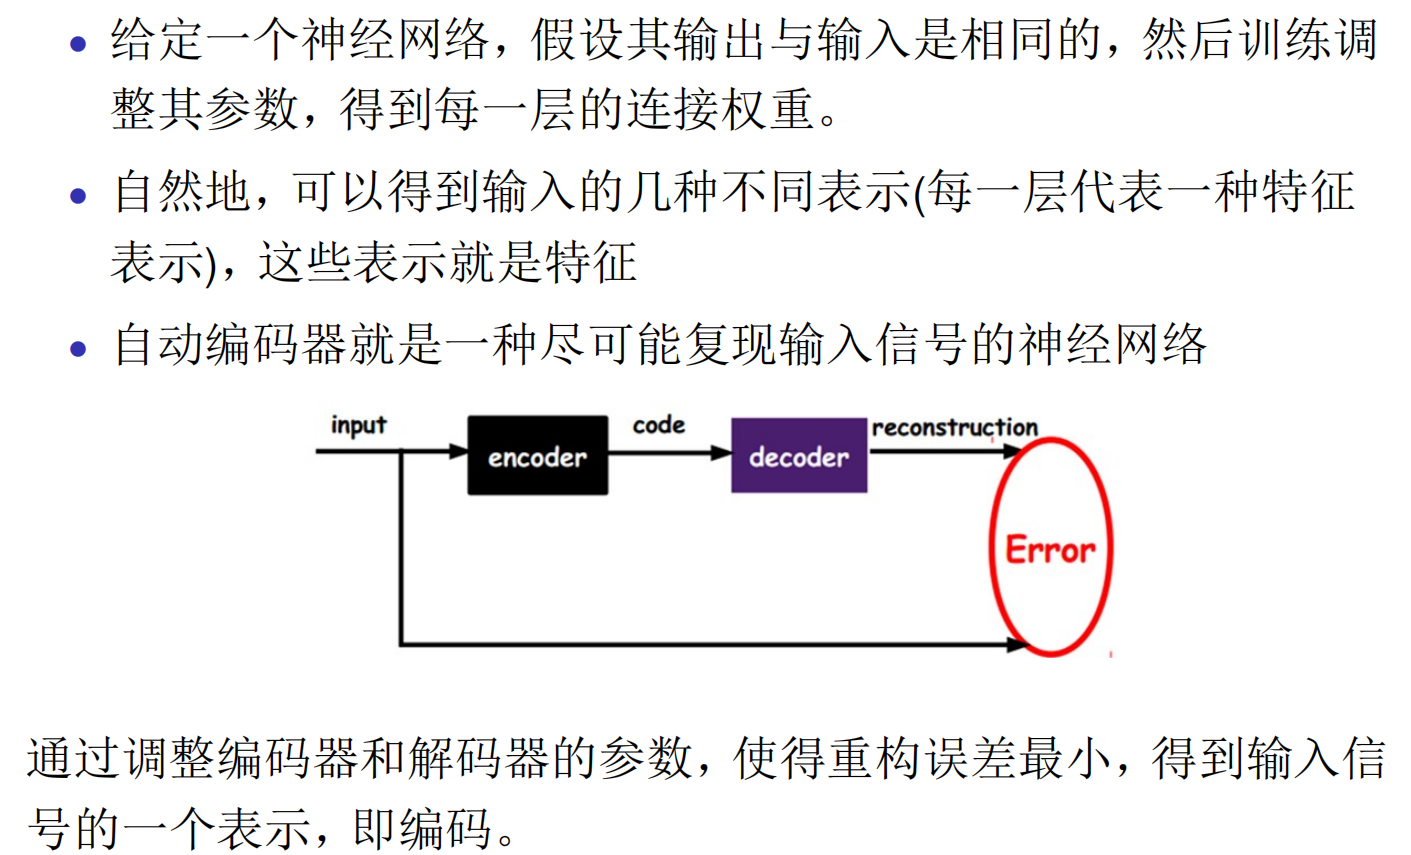 给定一个神经网络，假设其输出与输入是相同的，然后训练调
整其参数，得到每一层的连接权重。
自然地，可以得到输入的几种不同表示(每一层代表一种特征
表示)，这些表示就是特征
自动编码器就是一种尽可能复现输入信号的神经网络
input
encoder
code
decoder
reconstruction
Error
通过调整编码器和解码器的参数，使得重构误差最小，得到输入信
号的一个表示，即编码。